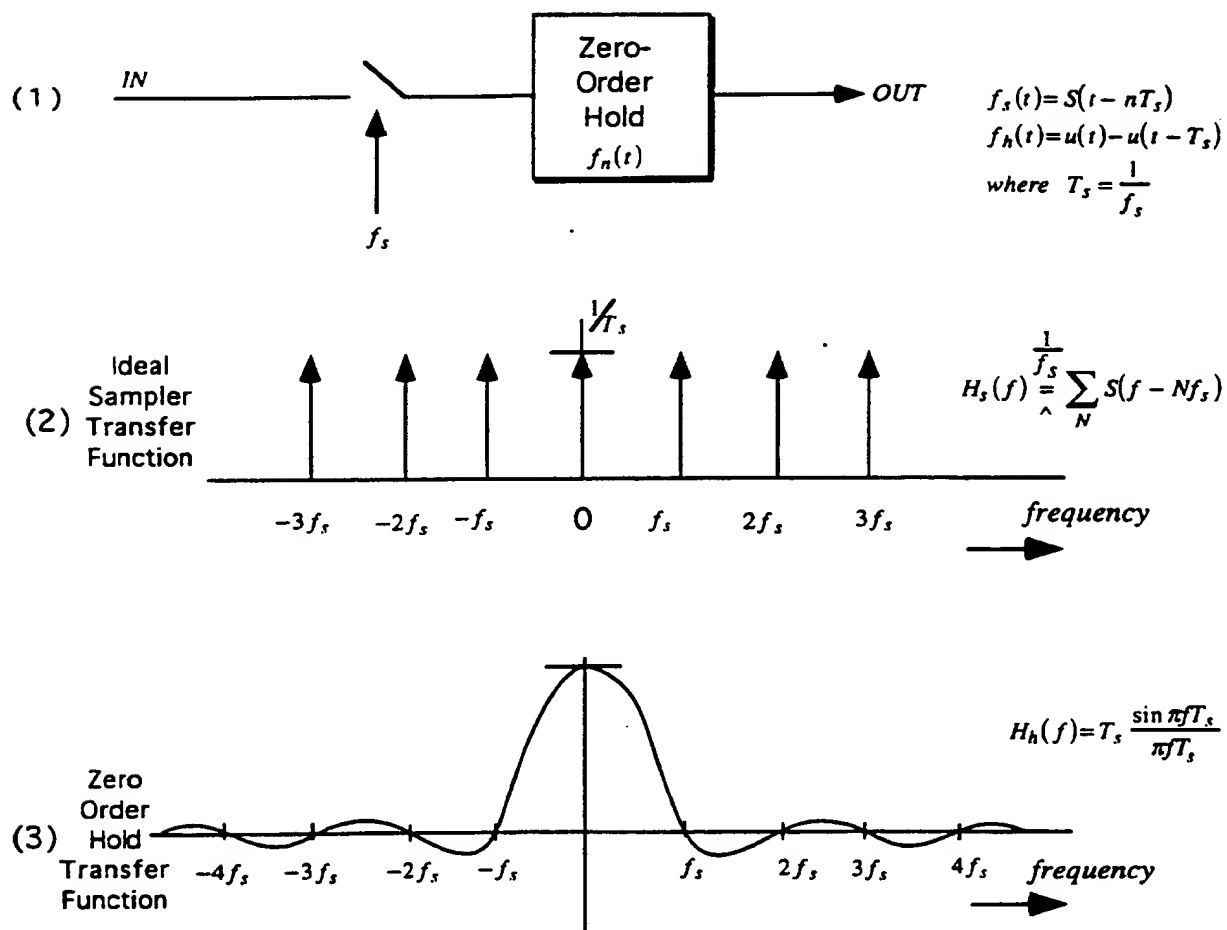 (1)
IN
Zero-
Order
Hold
f_n(t)
OUT
f_s
f_s(t)=S(t-nT_s)
f_h(t)=u(t)-u(t-T_s)
where T_s=1/f_s
(2)
Ideal
Sampler
Transfer
Function
1/T_s
H_s(f) = ^ 1/f_s ∑_N S(f-Nf_s)
-3f_s -2f_s -f_s 0 f_s 2f_s 3f_s frequency
(3)
Zero
Order
Hold
Transfer
Function
H_h(f)=T_s sin πfT_s/πfT_s
-4f_s -3f_s -2f_s -f_s f_s 2f_s 3f_s 4f_s frequency